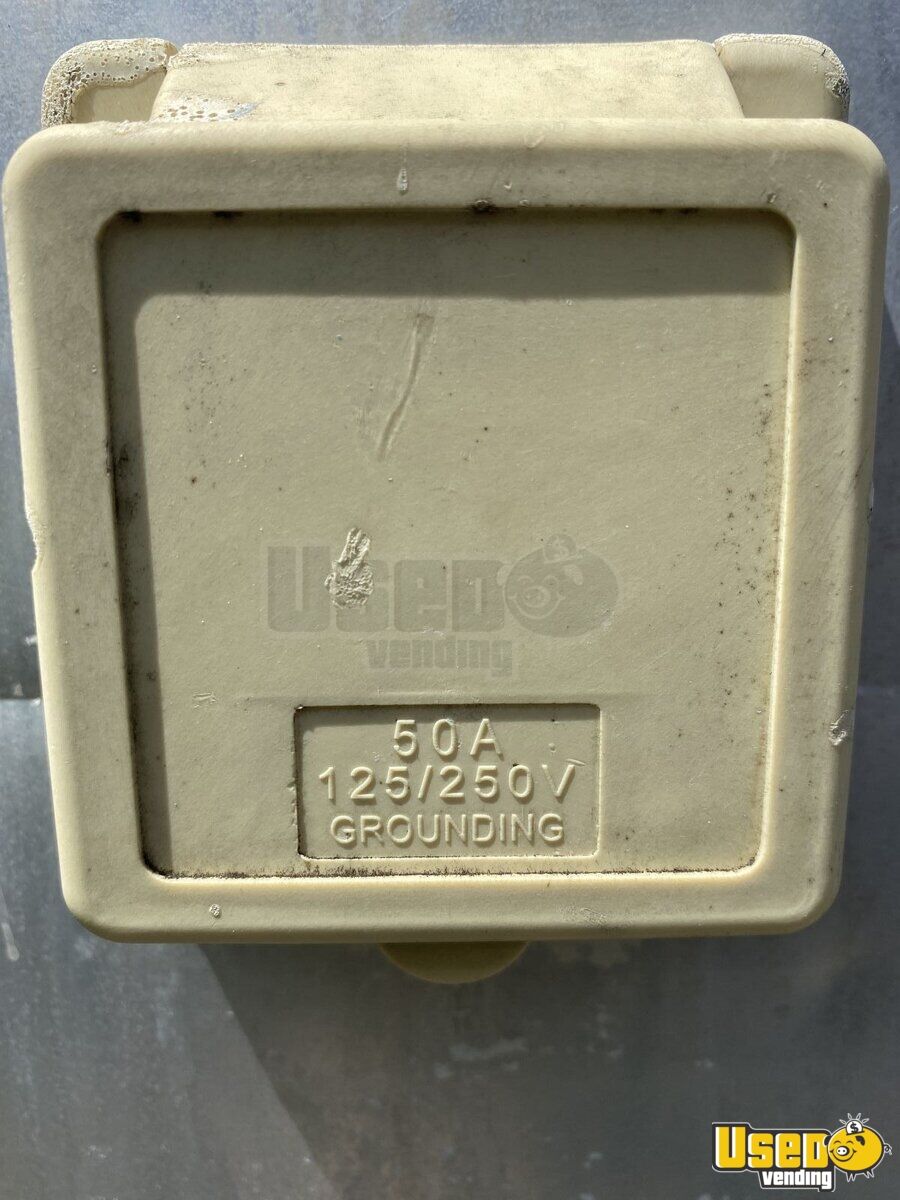 Used
vending
50A
125/250V
GROUNDING
Used
vending